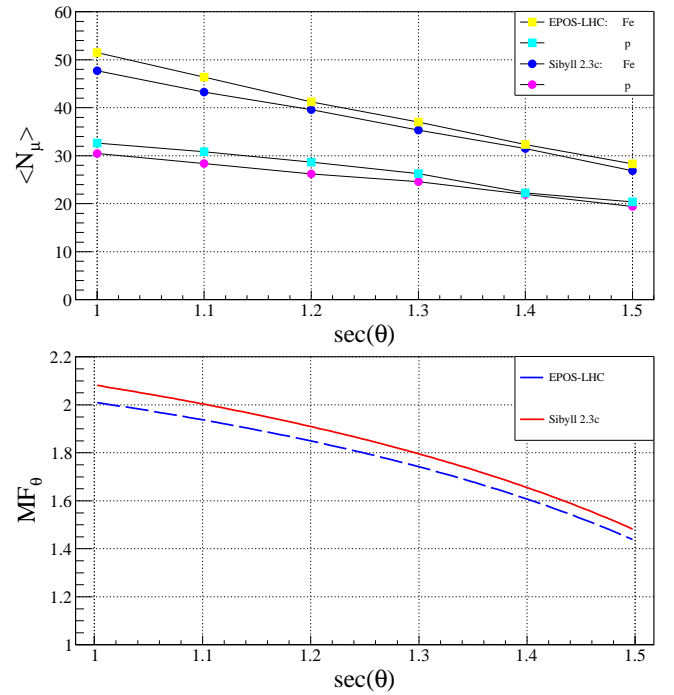 60
50
40
30
20
10
0
<N_μ>
EPOS-LHC: Fe
p
Sibyll 2.3c: Fe
p
1 1.1 1.2 1.3 1.4 1.5
sec(θ)
2.2
2
1.8
1.6
1.4
1.2
1
MF_θ
EPOS-LHC
Sibyll 2.3c
1 1.1 1.2 1.3 1.4 1.5
sec(θ)